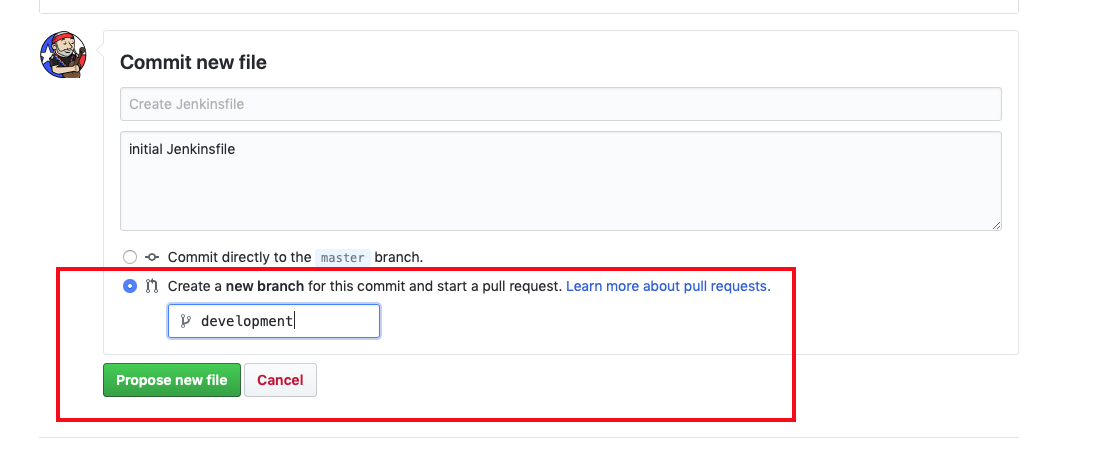 Commit new file
Create Jenkinsfile
initial Jenkinsfile
Commit directly to the master branch.
Create a new branch for this commit and start a pull request. Learn more about pull requests.
development
Propose new file Cancel